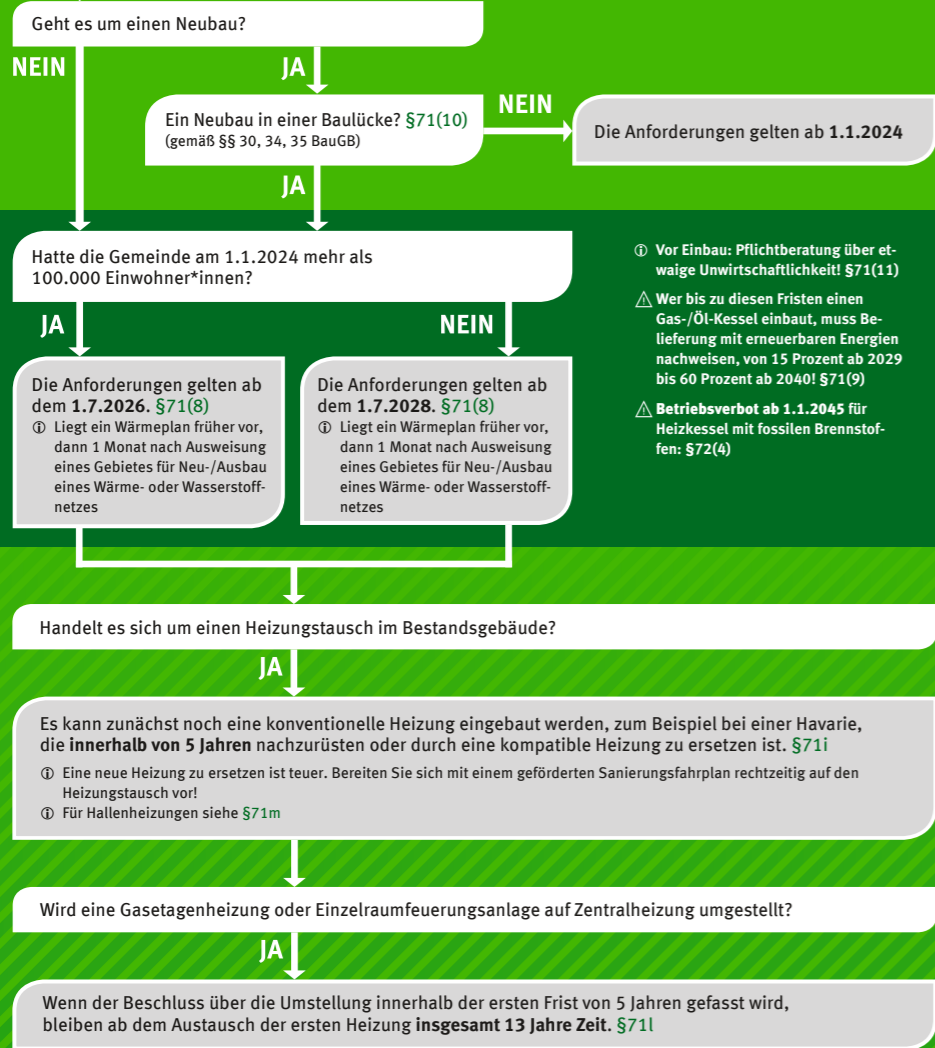 Geht es um einen Neubau?
NEIN
JA
Ein Neubau in einer Baulücke? §71(10)
(gemäß §§ 30, 34, 35 BauGB)
NEIN
Die Anforderungen gelten ab 1.1.2024
JA
Hatte die Gemeinde am 1.1.2024 mehr als
100.000 Einwohner*innen?
JA
NEIN
Die Anforderungen gelten ab
dem 1.7.2026. §71(8)
ⓘ Liegt ein Wärmeplan früher vor,
dann 1 Monat nach Ausweisung
eines Gebietes für Neu-/Ausbau
eines Wärme- oder Wasserstoff-
netzes
Die Anforderungen gelten ab
dem 1.7.2028. §71(8)
ⓘ Liegt ein Wärmeplan früher vor,
dann 1 Monat nach Ausweisung
eines Gebietes für Neu-/Ausbau
eines Wärme- oder Wasserstoff-
netzes
ⓘ Vor Einbau: Pflichtberatung über et-
waige Unwirtschaftlichkeit! §71(11)
⚠ Wer bis zu diesen Fristen einen
Gas-/Öl-Kessel einbaut, muss Be-
lieferung mit erneuerbaren Energien
nachweisen, von 15 Prozent ab 2029
bis 60 Prozent ab 2040! §71(9)
⚠ Betriebsverbot ab 1.1.2045 für
Heizkessel mit fossilen Brennstof-
fen: §72(4)
Handelt es sich um einen Heizungstausch im Bestandsgebäude?
JA
Es kann zunächst noch eine konventionelle Heizung eingebaut werden, zum Beispiel bei einer Havarie,
die innerhalb von 5 Jahren nachzurüsten oder durch eine kompatible Heizung zu ersetzen ist. §71i
ⓘ Eine neue Heizung zu ersetzen ist teuer. Bereiten Sie sich mit einem geförderten Sanierungsfahrplan rechtzeitig auf den
Heizungstausch vor!
ⓘ Für Hallenheizungen siehe §71m
Wird eine Gasetagenheizung oder Einzelraumfeuerungsanlage auf Zentralheizung umgestellt?
JA
Wenn der Beschluss über die Umstellung innerhalb der ersten Frist von 5 Jahren gefasst wird,
bleiben ab dem Austausch der ersten Heizung insgesamt 13 Jahre Zeit. §71l